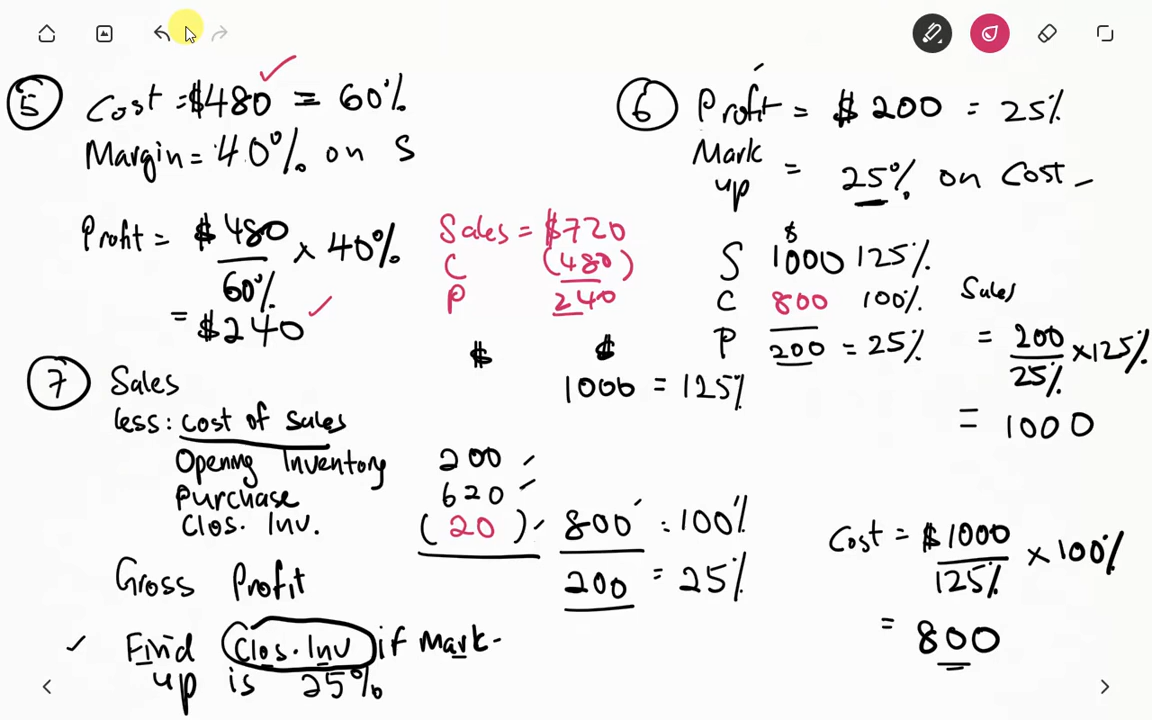 5 Cost = $480 = 60%
Margin = 40% on S
Profit = $480 / 60% × 40%
= $240
Sales = $720
C (480)
P 240
6 Profit = $200 = 25%
Mark up = 25% on Cost
$
S 1000 125%
C 800 100%
P 200 = 25%
Sales
= 200 / 25% × 125%
= 1000
Cost = $1000 / 125% × 100%
= 800
$ $
7 Sales 1000 = 125%
less: cost of sales
Opening Inventory 200
Purchase 620
Clos. Inv. (20) 800 : 100%
Gross Profit 200 = 25%
Find Clos. Inv if Mark-
up is 25%